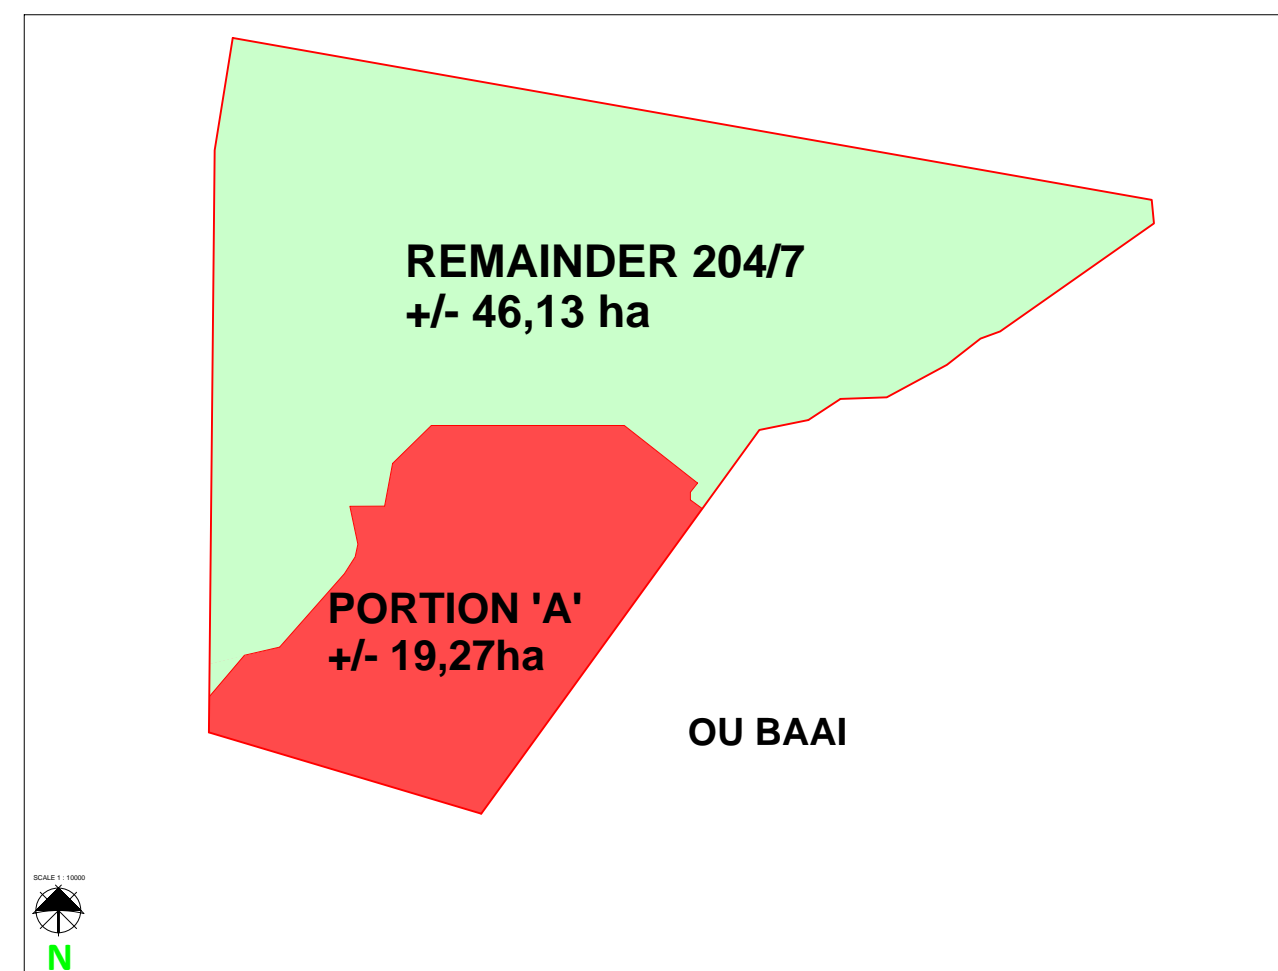 REMAINDER 204/7
+/- 46,13 ha
PORTION 'A'
+/- 19,27ha
OU BAAI
SCALE 1 : 10000
N